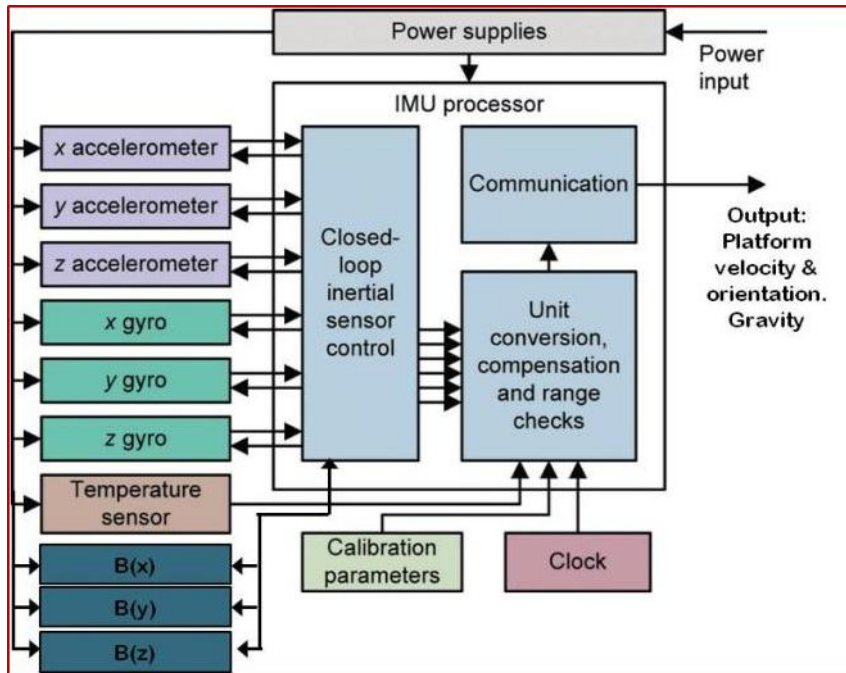 Power supplies
Power
input
IMU processor
x accelerometer
y accelerometer
z accelerometer
x gyro
y gyro
z gyro
Temperature
sensor
B(x)
B(y)
B(z)
Closed-
loop
inertial
sensor
control
Communication
Unit
conversion,
compensation
and range
checks
Output:
Platform
velocity &
orientation.
Gravity
Calibration
parameters
Clock